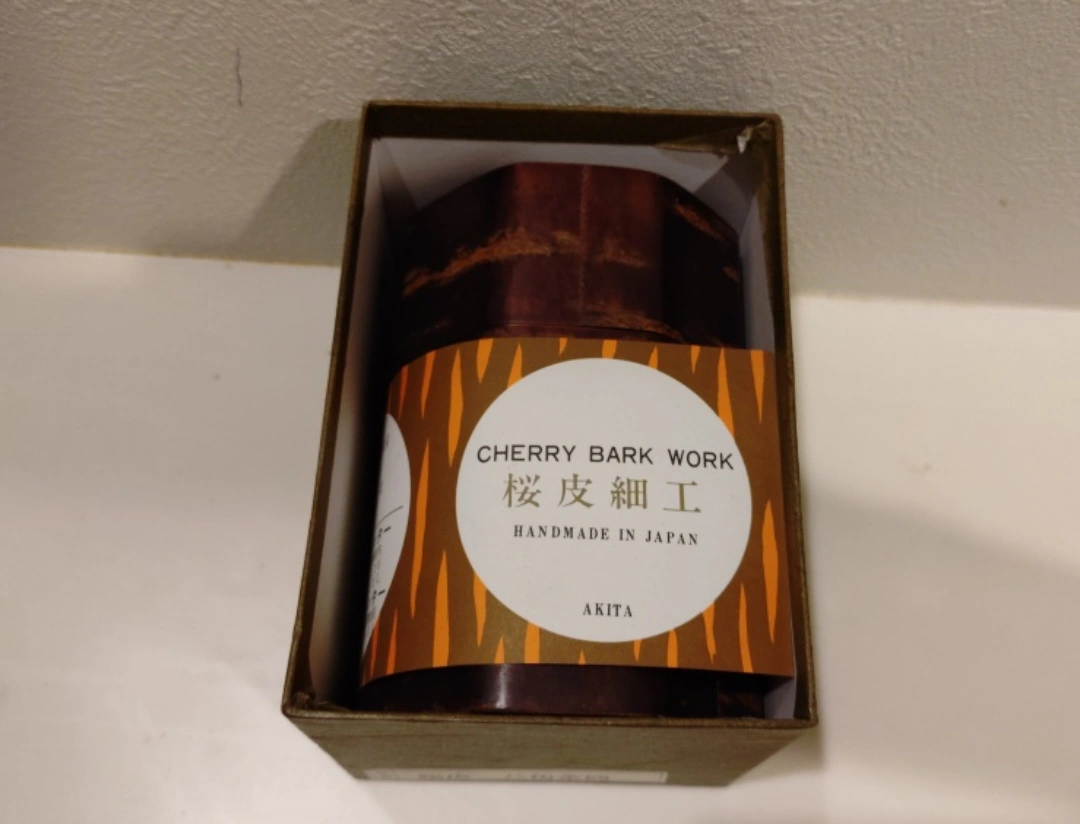 CHERRY BARK WORK
桜皮細工
HANDMADE IN JAPAN
AKITA